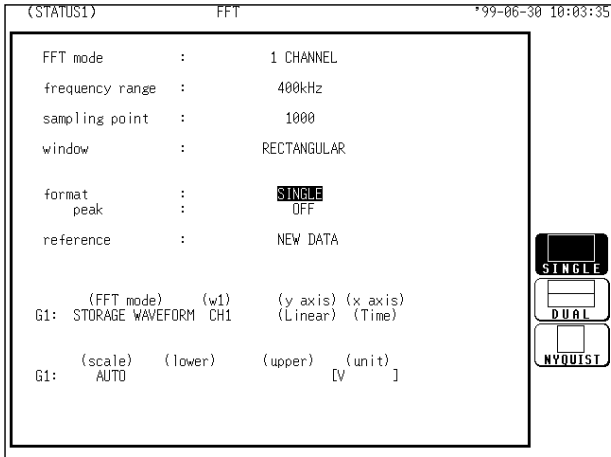 (STATUS1) FFT '99-06-30 10:03:35
FFT mode : 1 CHANNEL
frequency range : 400kHz
sampling point : 1000
window : RECTANGULAR
format : SINGLE
peak : OFF
reference : NEW DATA
(FFT mode) (w1) (y axis) (x axis)
G1: STORAGE WAVEFORM CH1 (Linear) (Time)
(scale) (lower) (upper) (unit)
G1: AUTO [V ]
SINGLE
DUAL
NYQUIST